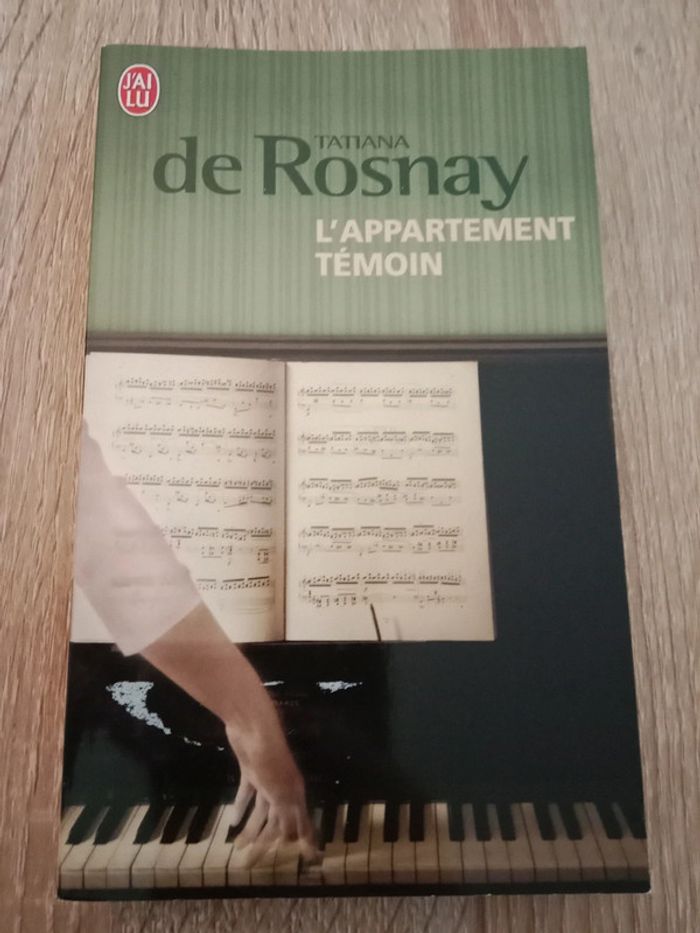 J'AI
LU
TATIANA
de Rosnay
L'APPARTEMENT
TÉMOIN